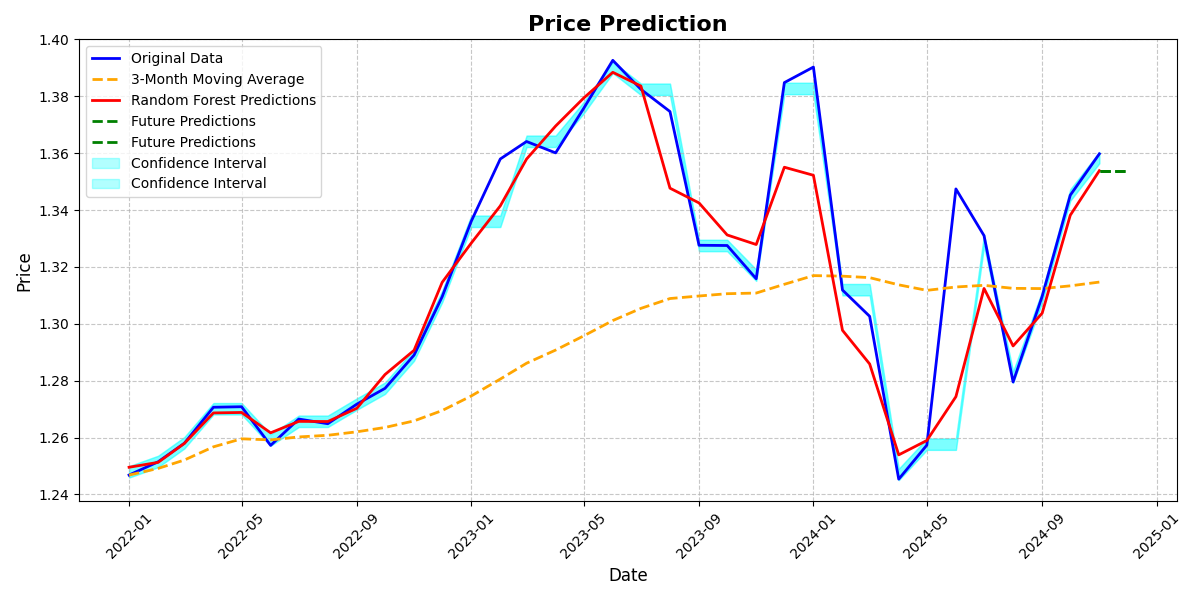 Price Prediction
Original Data
3-Month Moving Average
Random Forest Predictions
Future Predictions
Future Predictions
Confidence Interval
Confidence Interval
Price
1.40
1.38
1.36
1.34
1.32
1.30
1.28
1.26
1.24
2022-01
2022-05
2022-09
2023-01
2023-05
2023-09
2024-01
2024-05
2024-09
2025-01
Date